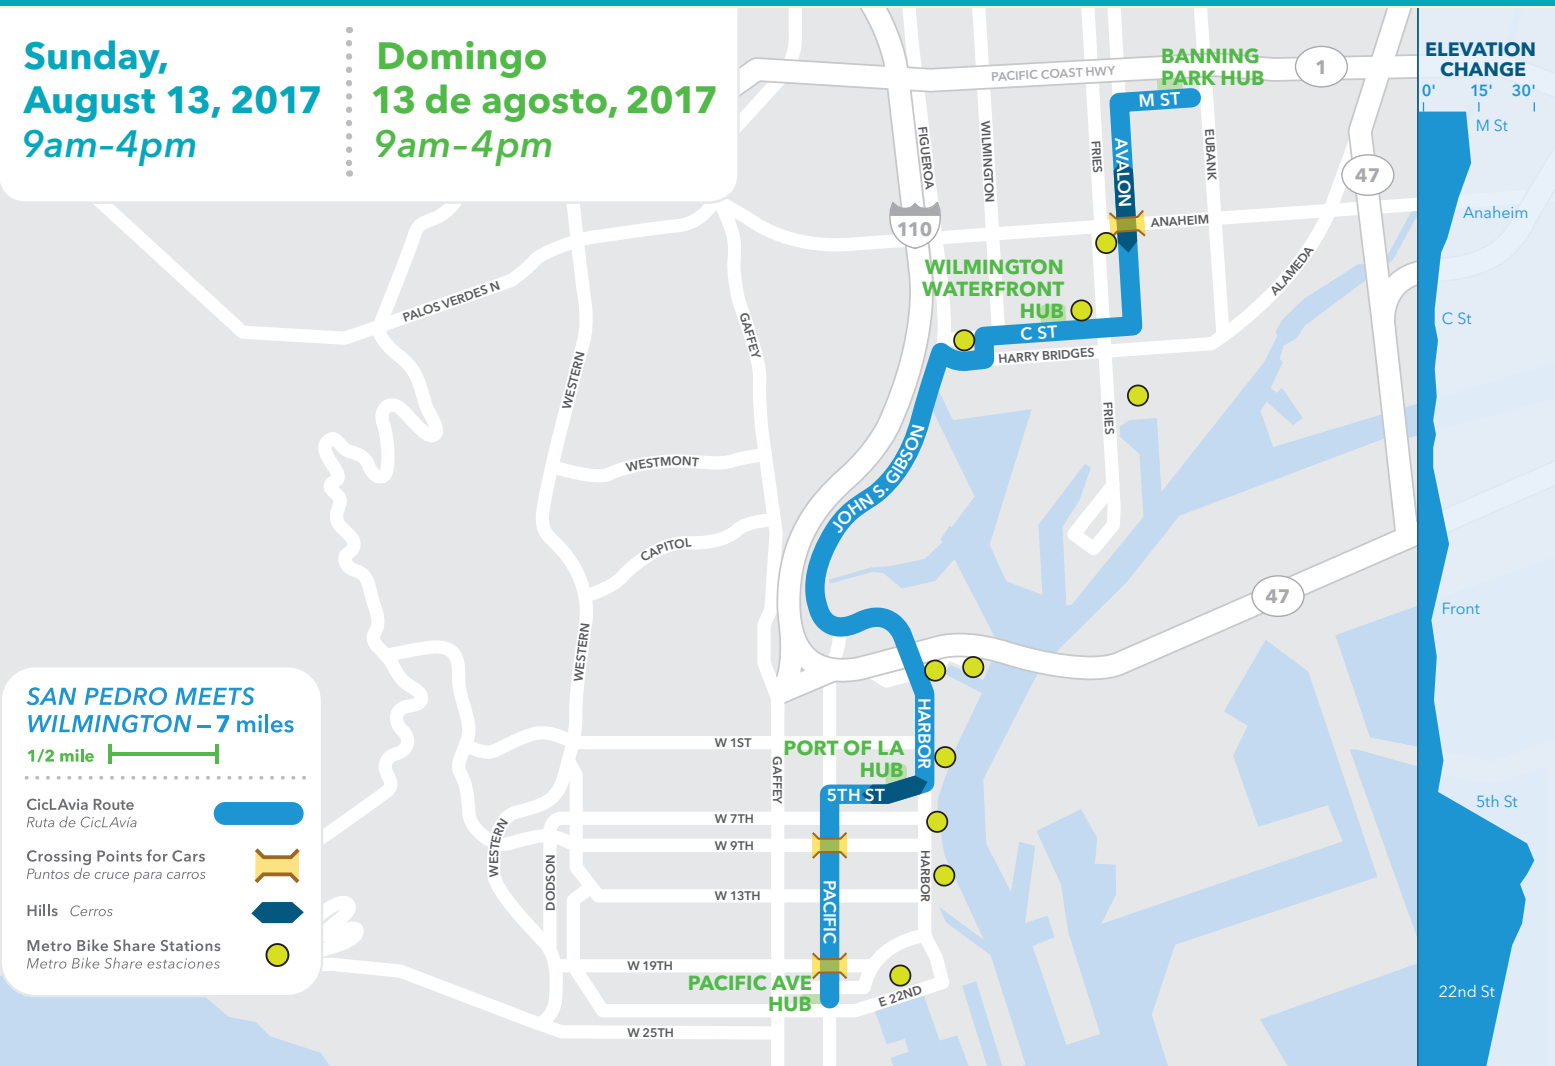 Sunday,
August 13, 2017
9am–4pm
Domingo
13 de agosto, 2017
9am–4pm
BANNING
PARK HUB
PACIFIC COAST HWY
1
M ST
FIGUEROA
WILMINGTON
FRIES
AVALON
EUBANK
47
110
ANAHEIM
ALAMEDA
WILMINGTON
WATERFRONT
HUB
C ST
HARRY BRIDGES
FRIES
PALOS VERDES N
GAFFEY
WESTERN
WESTMONT
CAPITOL
JOHN S. GIBSON
47
WESTERN
HARBOR
W 1ST
PORT OF LA
HUB
GAFFEY
5TH ST
W 7TH
W 9TH
WESTERN
DODSON
W 13TH
PACIFIC
HARBOR
W 19TH
PACIFIC AVE
HUB
E 22ND
W 25TH
SAN PEDRO MEETS
WILMINGTON – 7 miles
1/2 mile
CicLAvia Route
Ruta de CicLAvía
Crossing Points for Cars
Puntos de cruce para carros
Hills Cerros
Metro Bike Share Stations
Metro Bike Share estaciones
ELEVATION
CHANGE
0' 15' 30'
M St
Anaheim
C St
Front
5th St
22nd St